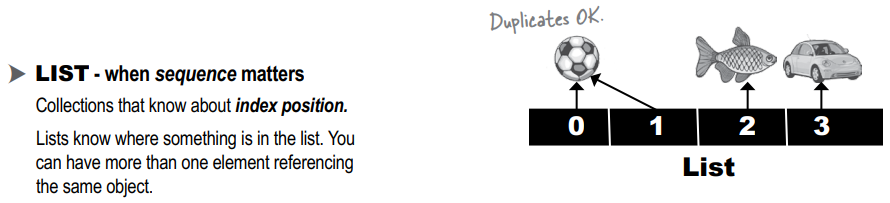 Duplicates OK.
➤ LIST - when sequence matters
Collections that know about index position.
Lists know where something is in the list. You
can have more than one element referencing
the same object.
0 1 2 3
List